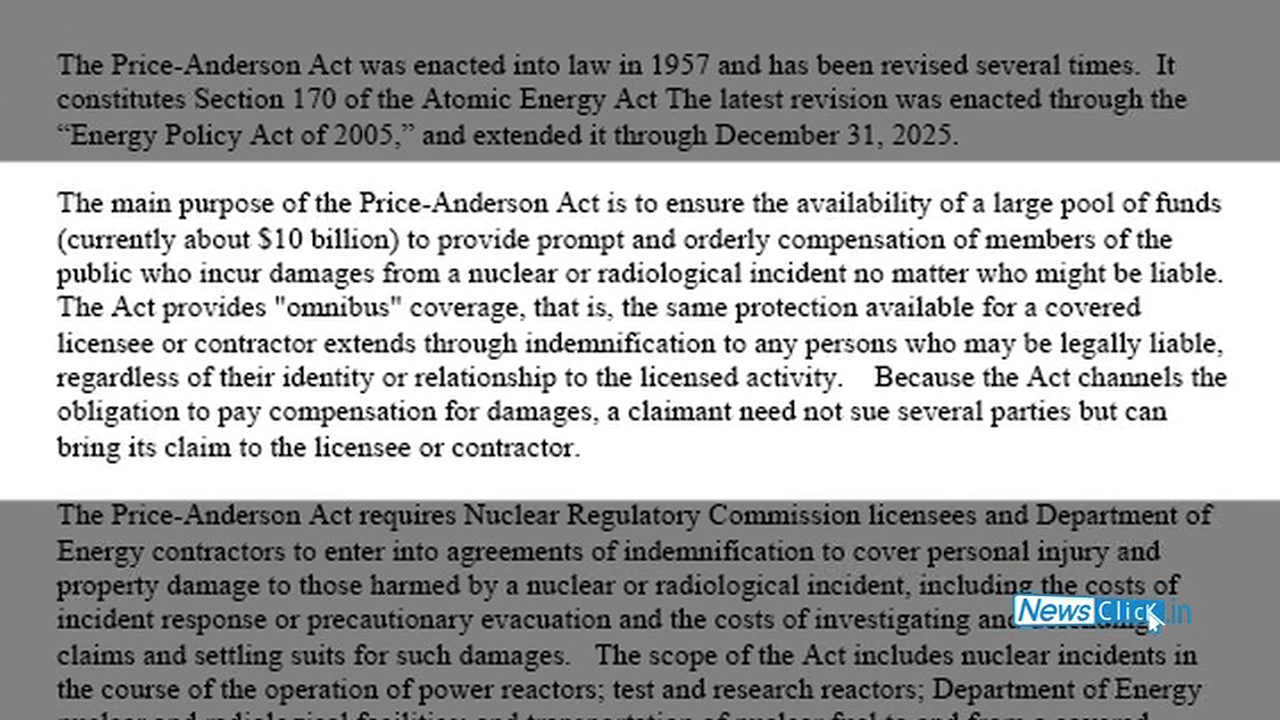 The Price-Anderson Act was enacted into law in 1957 and has been revised several times.  It
constitutes Section 170 of the Atomic Energy Act The latest revision was enacted through the
“Energy Policy Act of 2005,” and extended it through December 31, 2025.
The main purpose of the Price-Anderson Act is to ensure the availability of a large pool of funds
(currently about $10 billion) to provide prompt and orderly compensation of members of the
public who incur damages from a nuclear or radiological incident no matter who might be liable.
The Act provides "omnibus" coverage, that is, the same protection available for a covered
licensee or contractor extends through indemnification to any persons who may be legally liable,
regardless of their identity or relationship to the licensed activity.    Because the Act channels the
obligation to pay compensation for damages, a claimant need not sue several parties but can
bring its claim to the licensee or contractor.
The Price-Anderson Act requires Nuclear Regulatory Commission licensees and Department of
Energy contractors to enter into agreements of indemnification to cover personal injury and
property damage to those harmed by a nuclear or radiological incident, including the costs of
incident response or precautionary evacuation and the costs of investigating and
NewsClick.in
claims and settling suits for such damages.   The scope of the Act includes nuclear incidents in
the course of the operation of power reactors; test and research reactors; Department of Energy